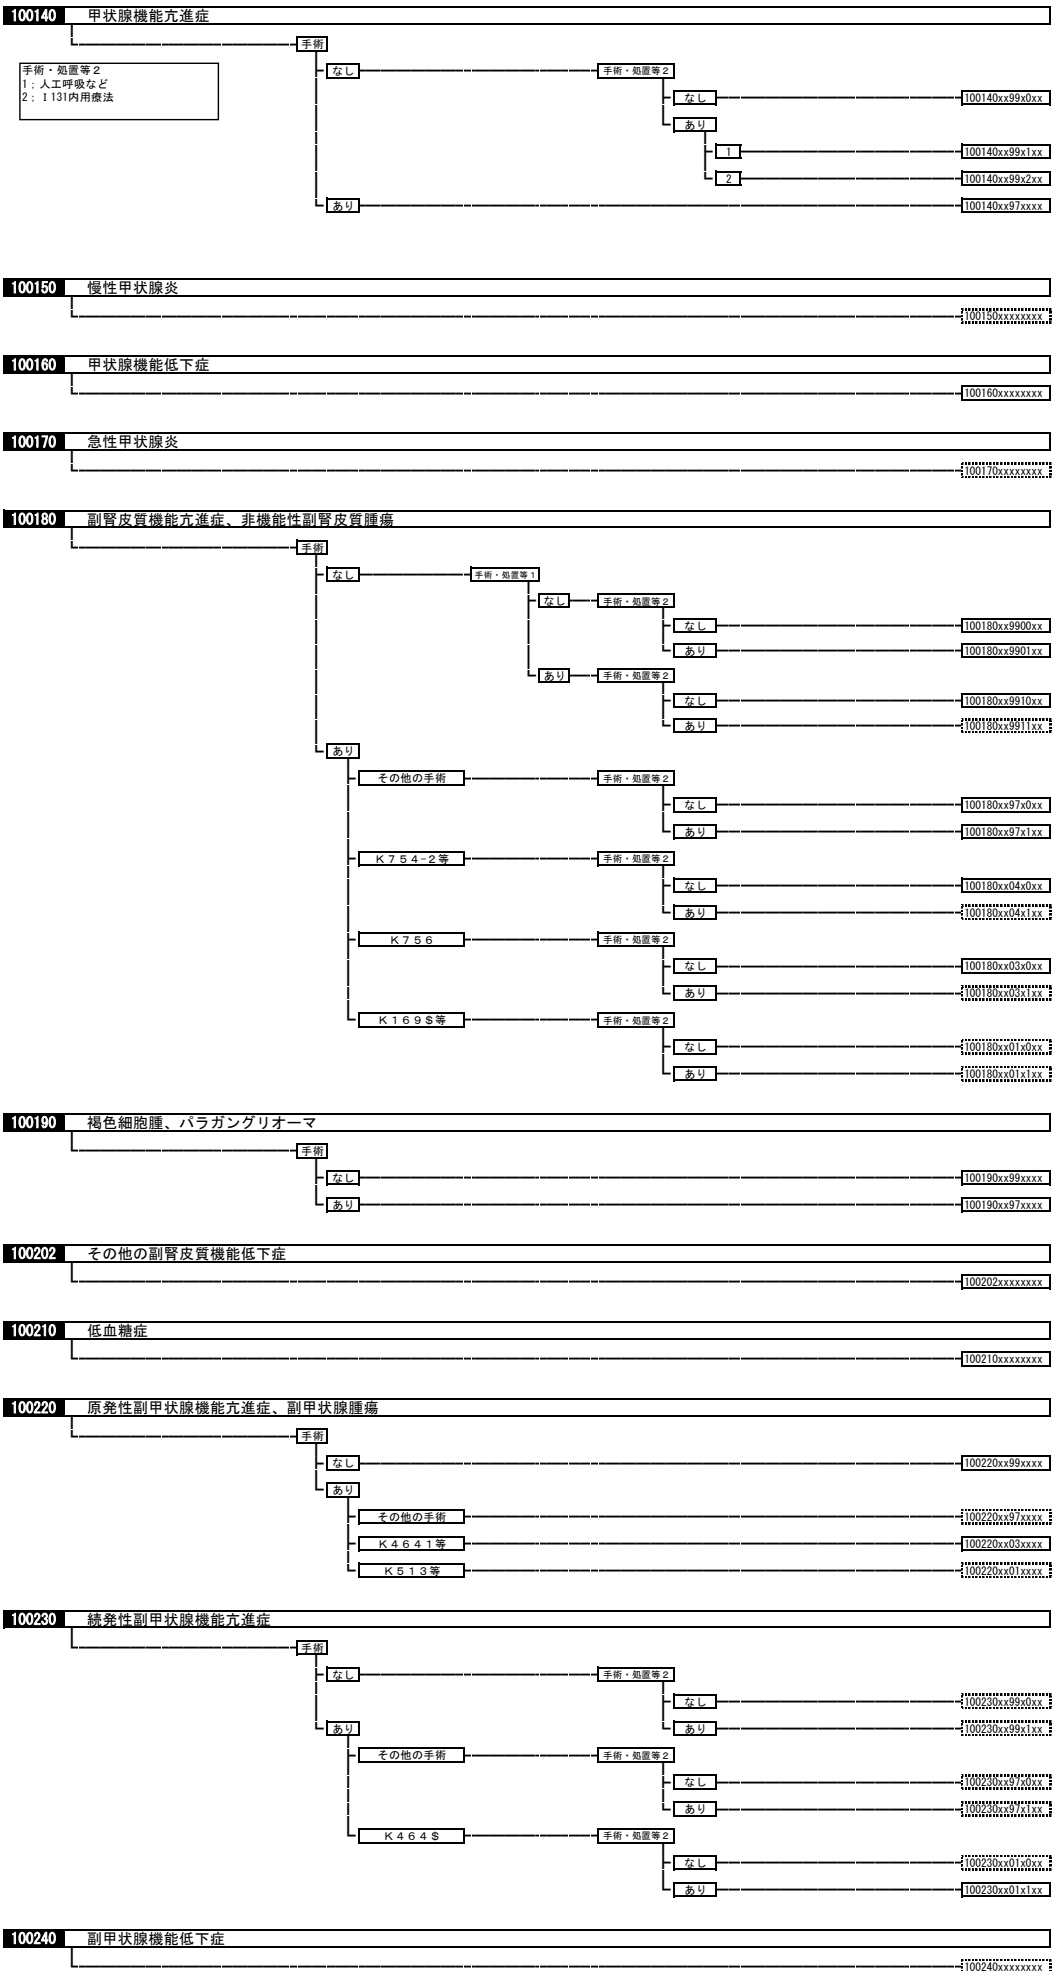 100140 甲状腺機能亢進症
手術
手術・処置等２
1；人工呼吸など
2；Ｉ131内用療法
なし 手術・処置等２
なし 100140xx99x0xx
あり
1 100140xx99x1xx
2 100140xx99x2xx
あり 100140xx97xxxx
100150 慢性甲状腺炎
100150xxxxxxxx
100160 甲状腺機能低下症
100160xxxxxxxx
100170 急性甲状腺炎
100170xxxxxxxx
100180 副腎皮質機能亢進症、非機能性副腎皮質腫瘍
手術
なし 手術・処置等１
なし 手術・処置等２
なし 100180xx9900xx
あり 100180xx9901xx
あり 手術・処置等２
なし 100180xx9910xx
あり 100180xx9911xx
あり
その他の手術 手術・処置等２
なし 100180xx97x0xx
あり 100180xx97x1xx
Ｋ７５４-２等 手術・処置等２
なし 100180xx04x0xx
あり 100180xx04x1xx
Ｋ７５６ 手術・処置等２
なし 100180xx03x0xx
あり 100180xx03x1xx
Ｋ１６９＄等 手術・処置等２
なし 100180xx01x0xx
あり 100180xx01x1xx
100190 褐色細胞腫、パラガングリオーマ
手術
なし 100190xx99xxxx
あり 100190xx97xxxx
100202 その他の副腎皮質機能低下症
100202xxxxxxxx
100210 低血糖症
100210xxxxxxxx
100220 原発性副甲状腺機能亢進症、副甲状腺腫瘍
手術
なし 100220xx99xxxx
あり
その他の手術 100220xx97xxxx
Ｋ４６４１等 100220xx03xxxx
Ｋ５１３等 100220xx01xxxx
100230 続発性副甲状腺機能亢進症
手術
なし 手術・処置等２
なし 100230xx99x0xx
あり あり 100230xx99x1xx
その他の手術 手術・処置等２
なし 100230xx97x0xx
あり 100230xx97x1xx
Ｋ４６４＄ 手術・処置等２
なし 100230xx01x0xx
あり 100230xx01x1xx
100240 副甲状腺機能低下症
100240xxxxxxxx